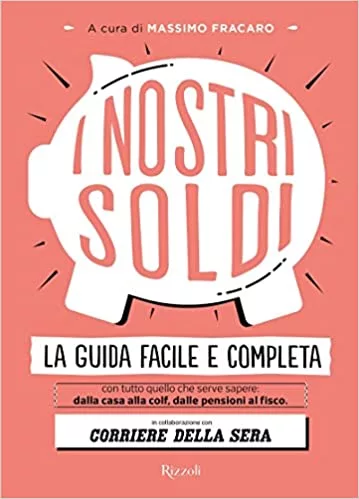 A cura di MASSIMO FRACARO
I NOSTRI
SOLDI
LA GUIDA FACILE E COMPLETA
con tutto quello che serve sapere:
dalla casa alla colf, dalle pensioni al fisco.
in collaborazione con
CORRIERE DELLA SERA
Rizzoli